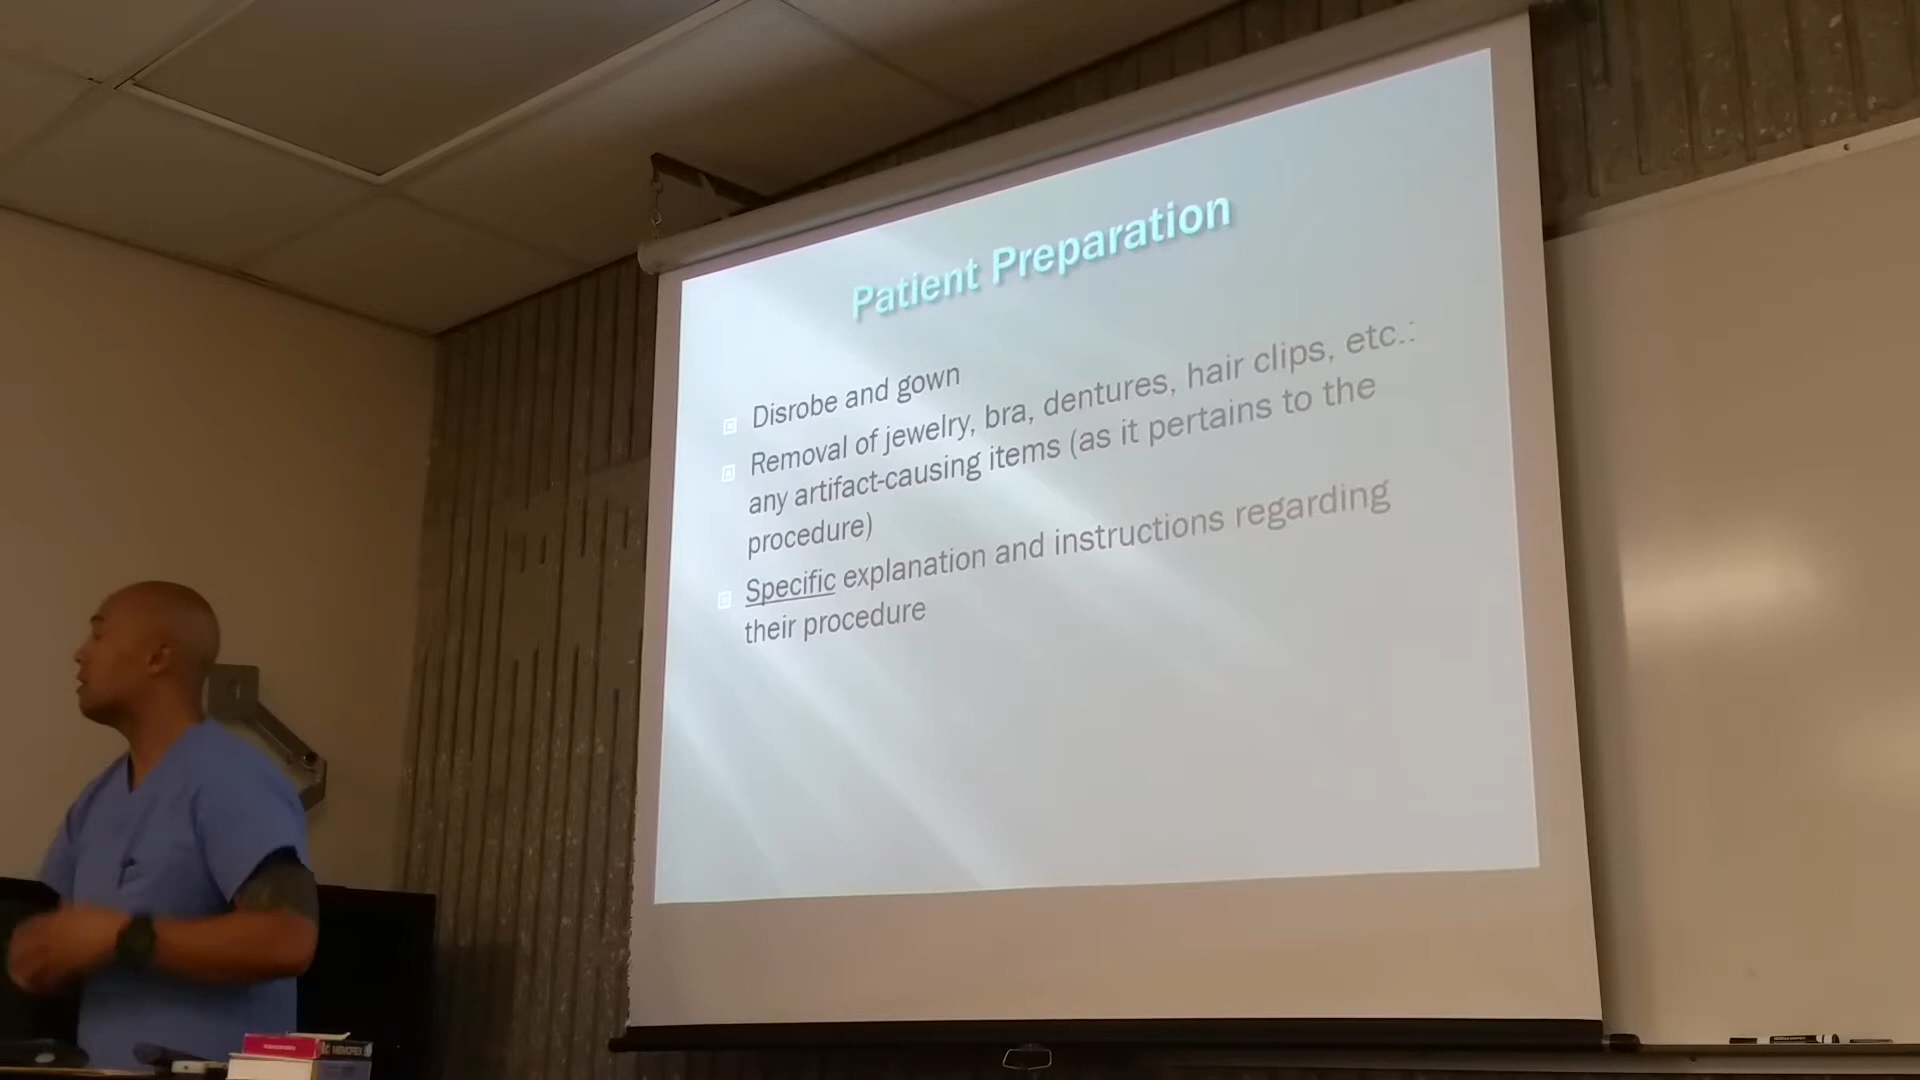 Patient Preparation
Disrobe and gown
Removal of jewelry, bra, dentures, hair clips, etc.:
any artifact-causing items (as it pertains to the
procedure)
Specific explanation and instructions regarding
their procedure
MEMOREX